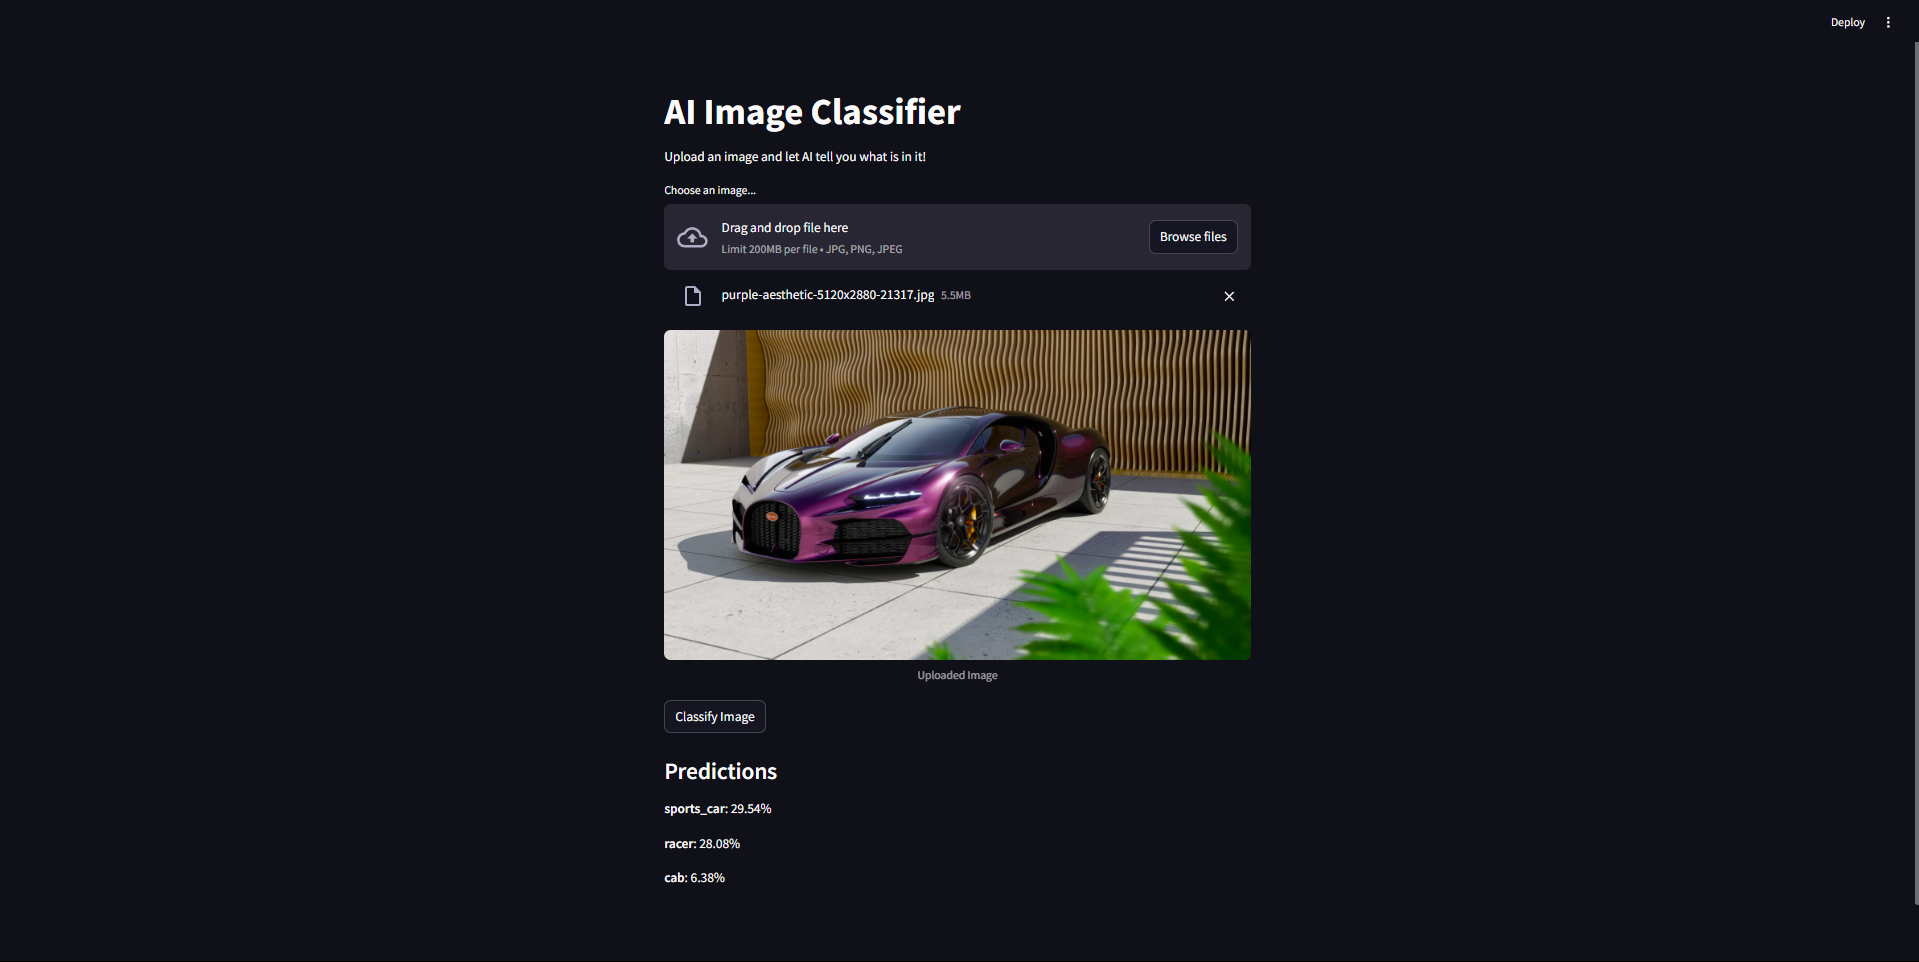 Deploy
AI Image Classifier
Upload an image and let AI tell you what is in it!
Choose an image...
Drag and drop file here
Limit 200MB per file • JPG, PNG, JPEG
Browse files
purple-aesthetic-5120x2880-21317.jpg 5.5MB
Uploaded Image
Classify Image
Predictions
sports_car: 29.54%
racer: 28.08%
cab: 6.38%